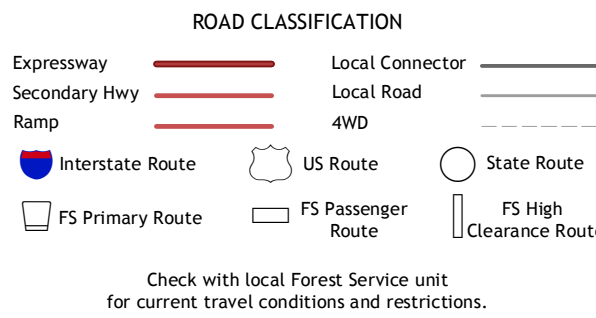 ROAD CLASSIFICATION
Expressway
Local Connector
Secondary Hwy
Local Road
Ramp
4WD
Interstate Route
US Route
State Route
FS Primary Route
FS Passenger
Route
FS High
Clearance Route
Check with local Forest Service unit
for current travel conditions and restrictions.